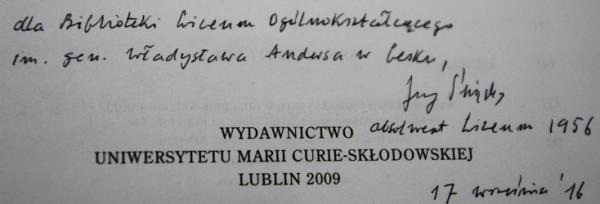 dla Biblioteki Liceum Ogólnokształcącego
im. gen. Władysława Andersa w Lesku,
Jerzy
WYDAWNICTWO
absolwent Liceum 1956
UNIWERSYTETU MARII CURIE-SKŁODOWSKIEJ
LUBLIN 2009
17 września '16